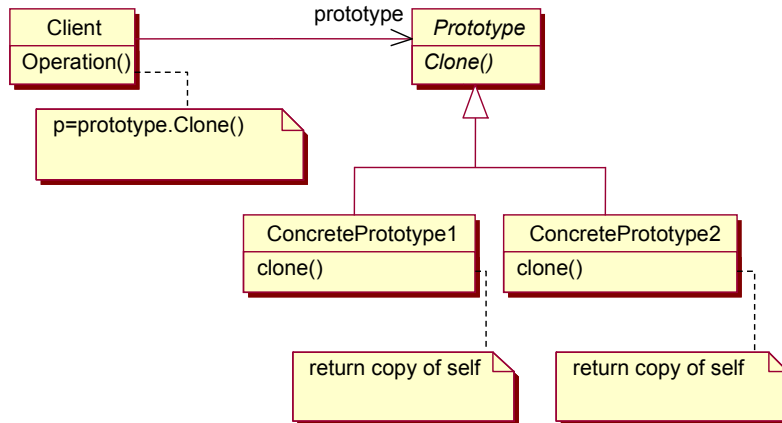 Client
prototype
Prototype
Operation()
Clone()
p=prototype.Clone()
ConcretePrototype1
ConcretePrototype2
clone()
clone()
return copy of self
return copy of self